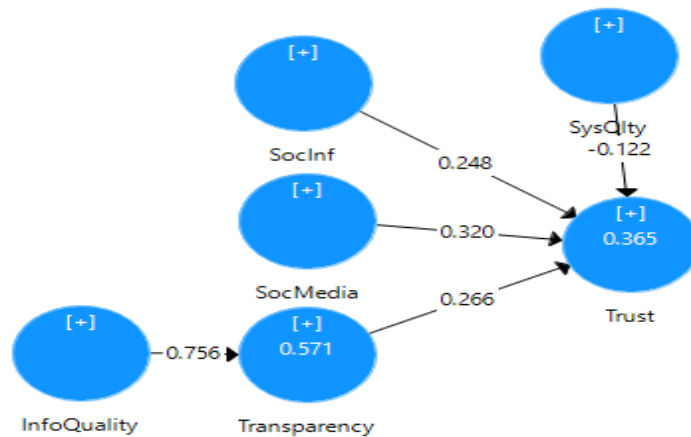 [+]
SocInf
[+]
SysQlty
-0.122
0.248
[+]
SocMedia
0.320
[+]
0.365
Trust
0.266
[+]
InfoQuality
0.756
[+]
0.571
Transparency